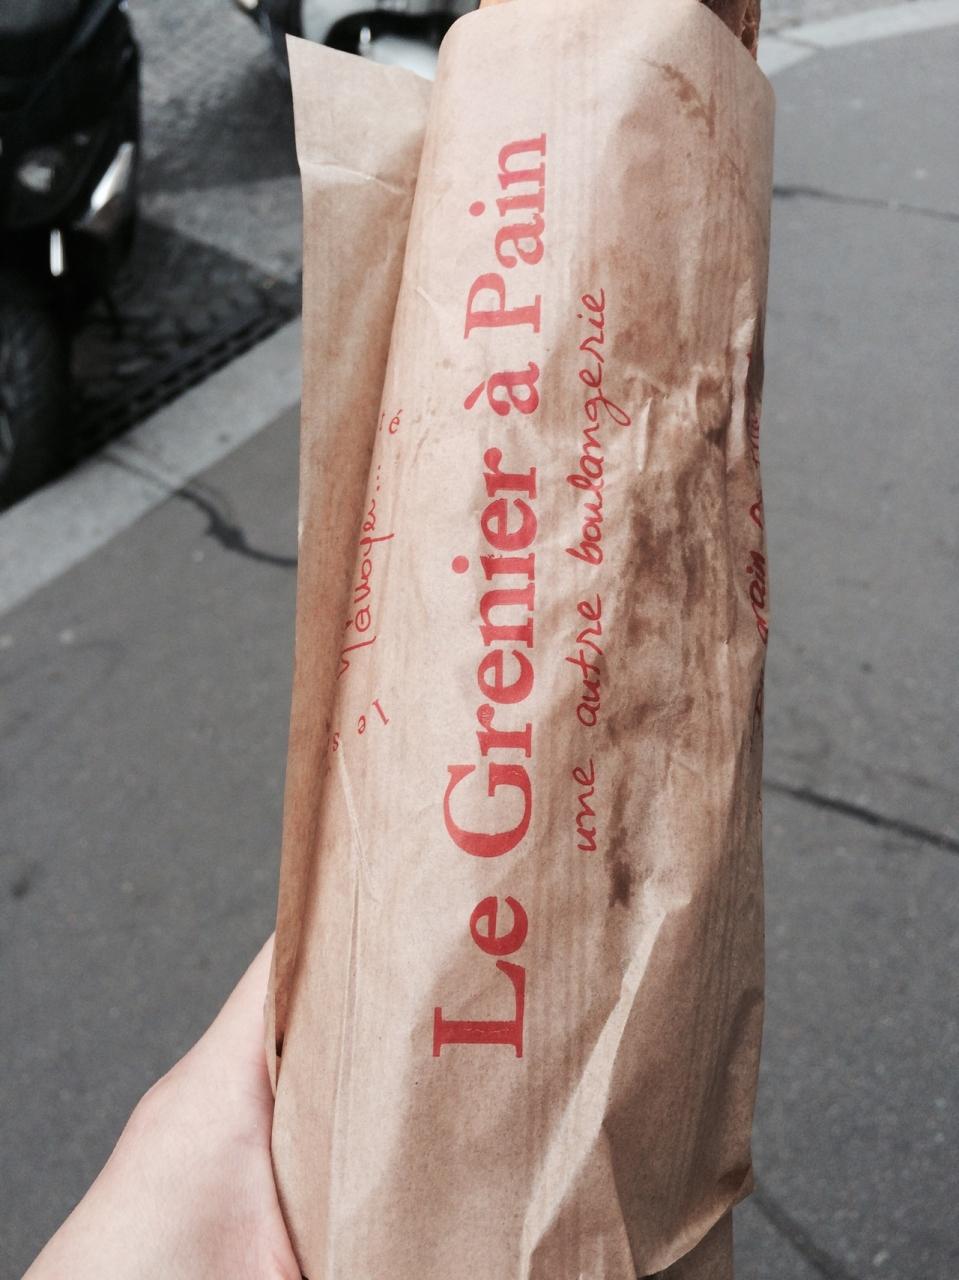 Le Grenier à Pain
une autre boulangerie